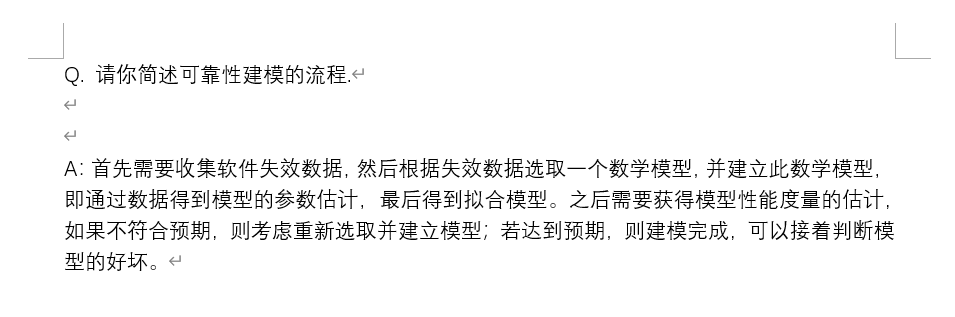 Q. 请你简述可靠性建模的流程.
A: 首先需要收集软件失效数据, 然后根据失效数据选取一个数学模型, 并建立此数学模型,
即通过数据得到模型的参数估计, 最后得到拟合模型。之后需要获得模型性能度量的估计,
如果不符合预期, 则考虑重新选取并建立模型; 若达到预期, 则建模完成, 可以接着判断模
型的好坏。